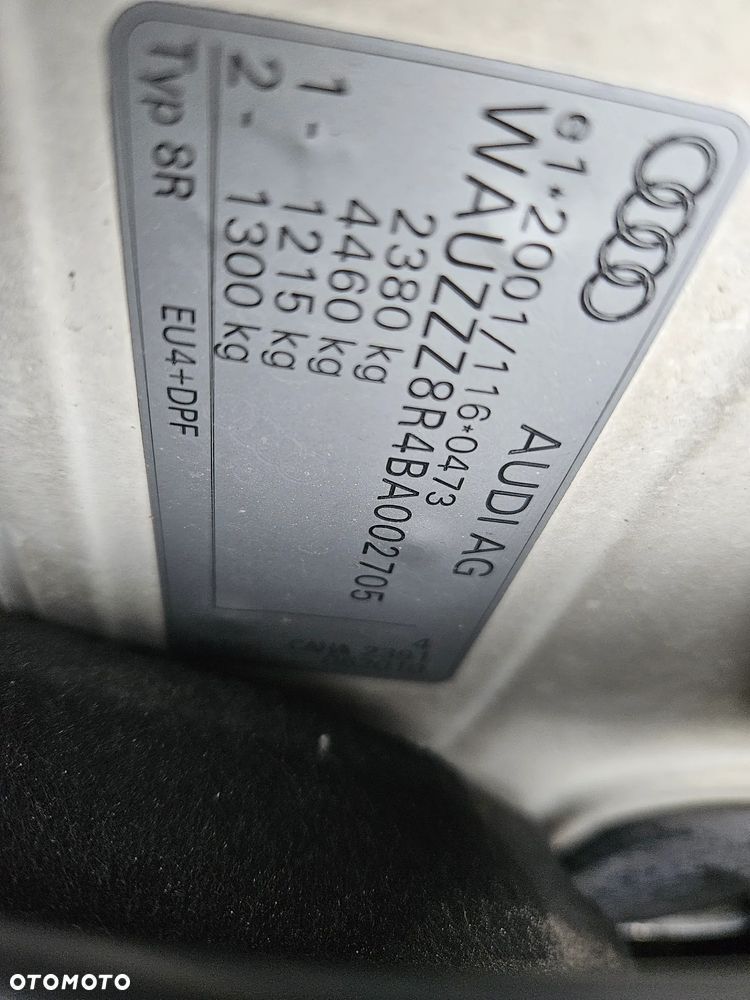 AUDI AG
e1*2001/116*0473
WAUZZZ8R4BA002705
2380 kg
4460 kg
1- 1215 kg
2- 1300 kg
Typ 8R EU4+DPF
OTOMOTO